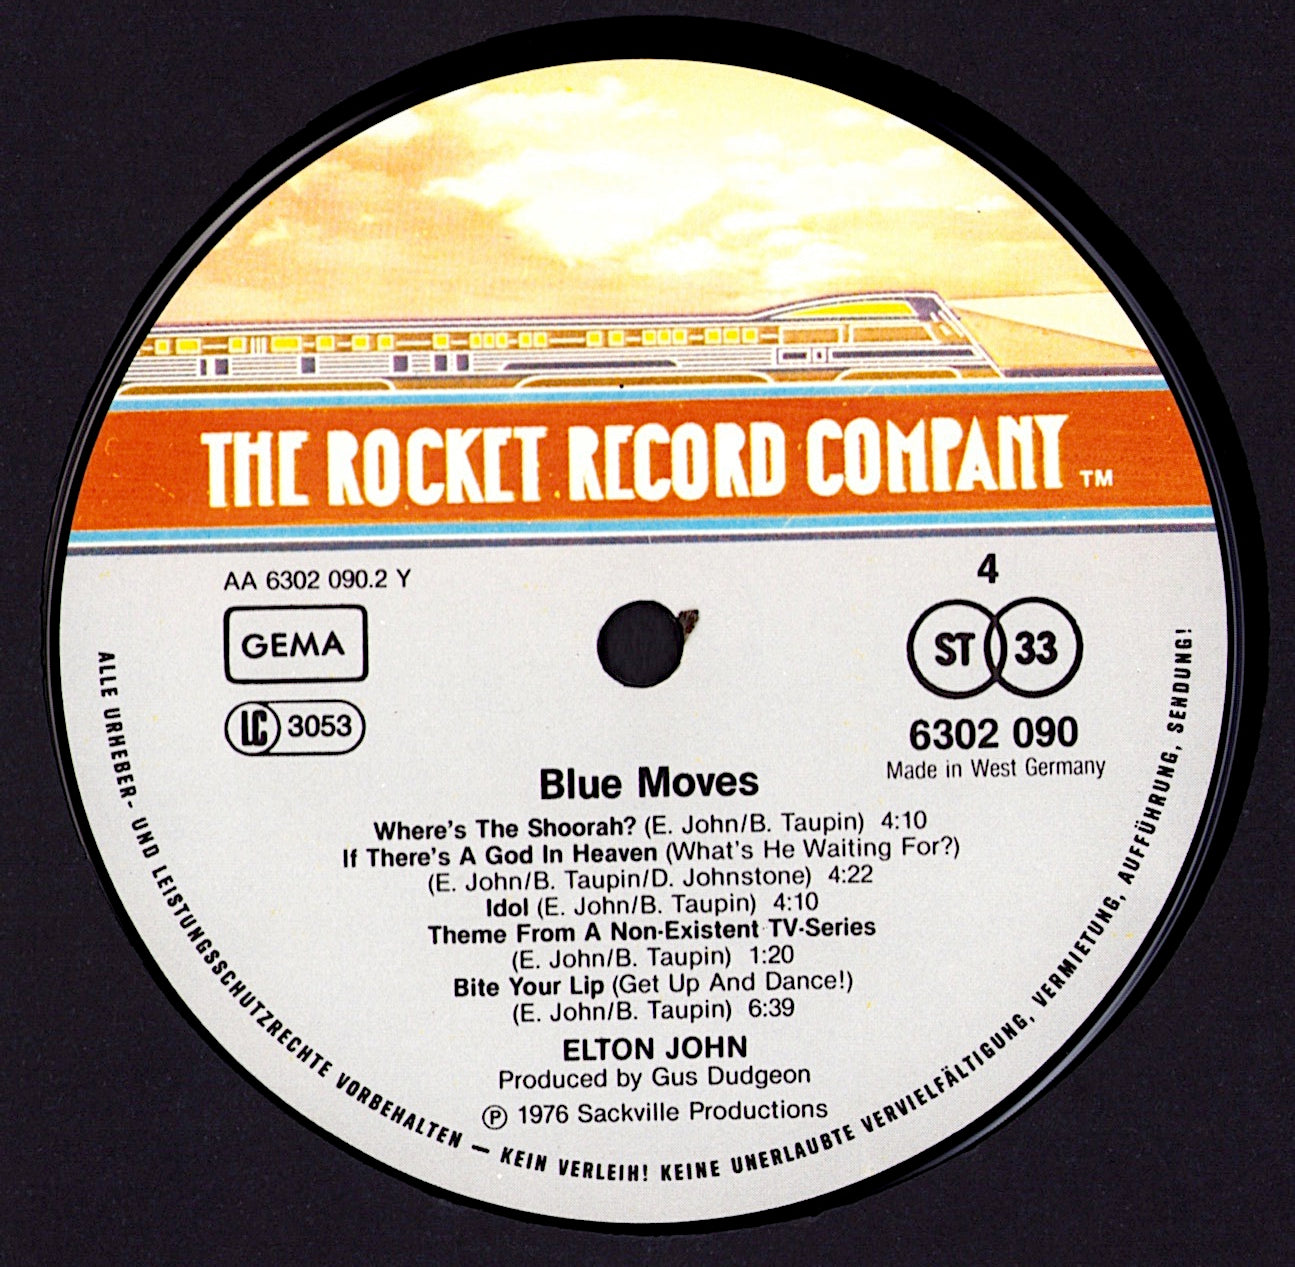 THE ROCKET RECORD COMPANY TM
AA 6302 090.2 Y
GEMA
LC 3053
4
ST 33
6302 090
Made in West Germany
Blue Moves
Where's The Shoorah? (E. John/B. Taupin) 4:10
If There's A God In Heaven (What's He Waiting For?)
(E. John/B. Taupin/D. Johnstone) 4:22
Idol (E. John/B. Taupin) 4:10
Theme From A Non-Existent TV-Series
(E. John/B. Taupin) 1:20
Bite Your Lip (Get Up And Dance!)
(E. John/B. Taupin) 6:39
ELTON JOHN
Produced by Gus Dudgeon
℗ 1976 Sackville Productions
ALLE URHEBER- UND LEISTUNGSSCHUTZRECHTE VORBEHALTEN — KEIN VERLEIH! KEINE UNERLAUBTE VERVIELFÄLTIGUNG, VERMIETUNG, AUFFÜHRUNG, SENDUNG!